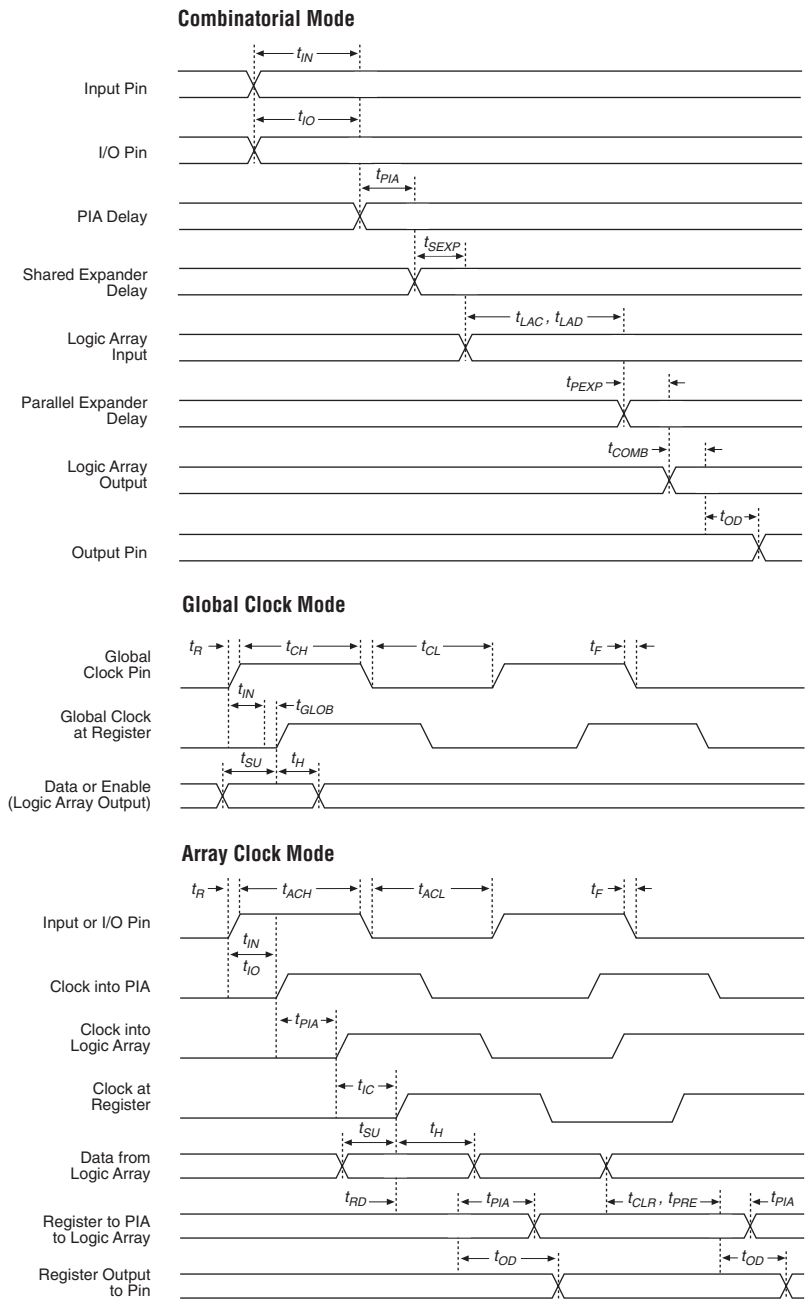 Combinatorial Mode
tIN
Input Pin
tIO
I/O Pin
tPIA
PIA Delay
tSEXP
Shared Expander
Delay
tLAC , tLAD
Logic Array
Input
tPEXP
Parallel Expander
Delay
tCOMB
Logic Array
Output
tOD
Output Pin
Global Clock Mode
tR tCH tCL tF
Global
Clock Pin
tIN
tGLOB
Global Clock
at Register
tSU tH
Data or Enable
(Logic Array Output)
Array Clock Mode
tR tACH tACL tF
Input or I/O Pin
tIN
tIO
Clock into PIA
tPIA
Clock into
Logic Array
tIC
Clock at
Register
tSU tH
Data from
Logic Array
tRD tPIA tCLR , tPRE tPIA
Register to PIA
to Logic Array
tOD tOD
Register Output
to Pin